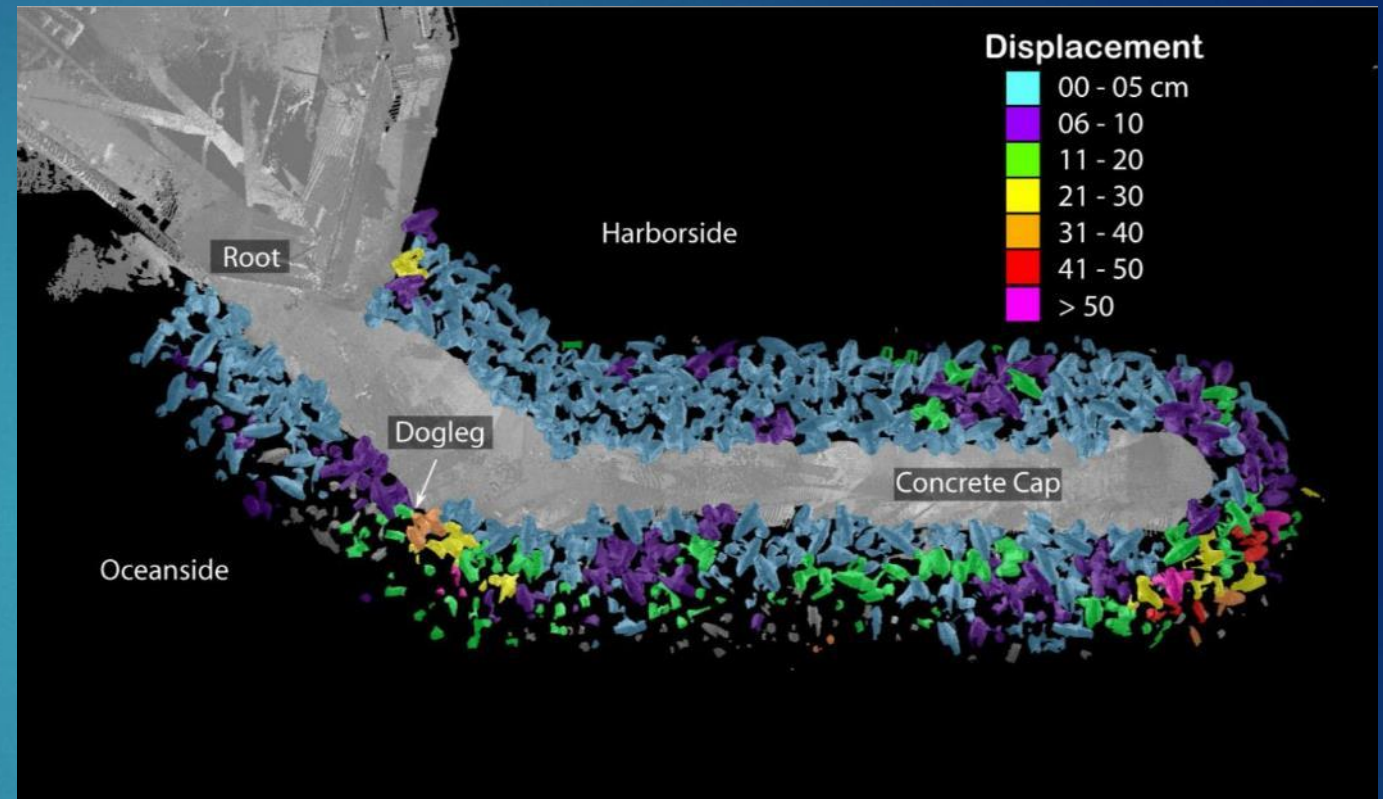 Displacement
00 - 05 cm
06 - 10
11 - 20
21 - 30
31 - 40
41 - 50
> 50
Harborside
Root
Dogleg
Concrete Cap
Oceanside